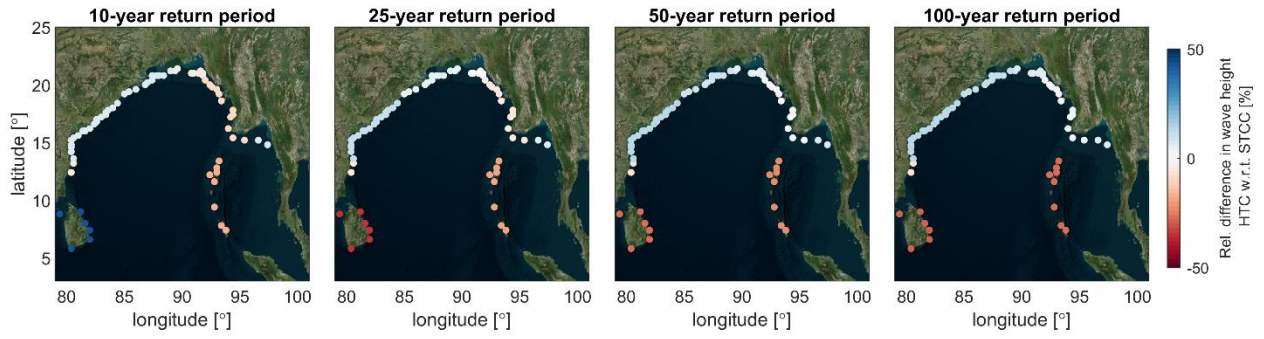 10-year return period
25-year return period
50-year return period
100-year return period
25
20
15
10
5
latitude [°]
80 85 90 95 100
80 85 90 95 100
80 85 90 95 100
80 85 90 95 100
longitude [°]
longitude [°]
longitude [°]
longitude [°]
50
0
-50
Rel. difference in wave height
HTC w.r.t. STCC [%]